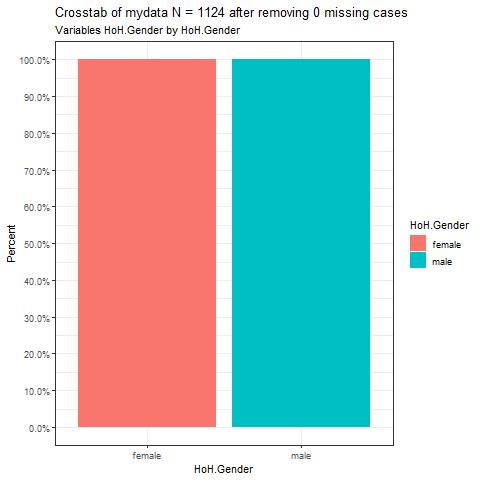 Crosstab of mydata N = 1124 after removing 0 missing cases
Variables HoH.Gender by HoH.Gender
100.0%
90.0%
80.0%
70.0%
60.0%
50.0%
40.0%
30.0%
20.0%
10.0%
0.0%
Percent
female
male
HoH.Gender
HoH.Gender
female
male